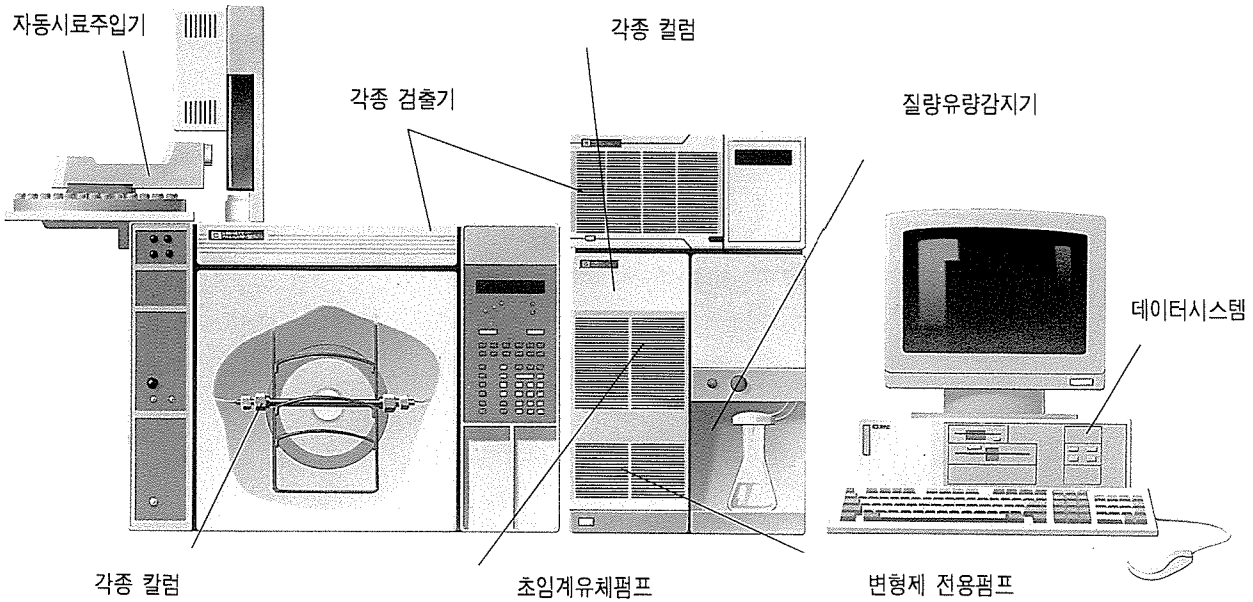 자동시료주입기
각종 컬럼
각종 검출기
질량유량감지기
데이터시스템
각종 칼럼
초임계유체펌프
변형제 전용펌프